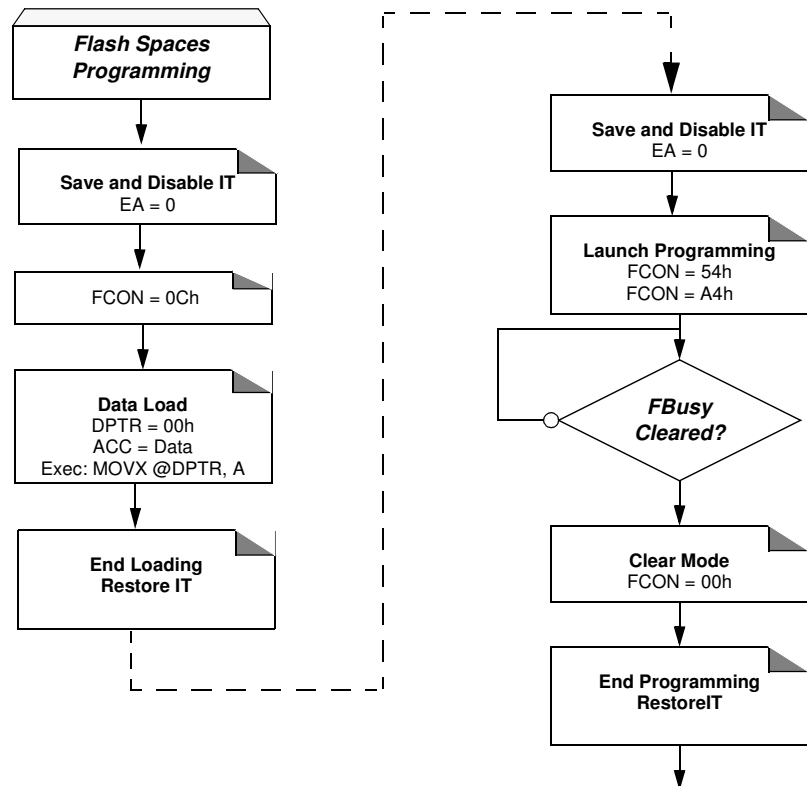 Flash Spaces
Programming
Save and Disable IT
EA = 0
FCON = 0Ch
Data Load
DPTR = 00h
ACC = Data
Exec: MOVX @DPTR, A
End Loading
Restore IT
Save and Disable IT
EA = 0
Launch Programming
FCON = 54h
FCON = A4h
FBusy
Cleared?
Clear Mode
FCON = 00h
End Programming
RestoreIT